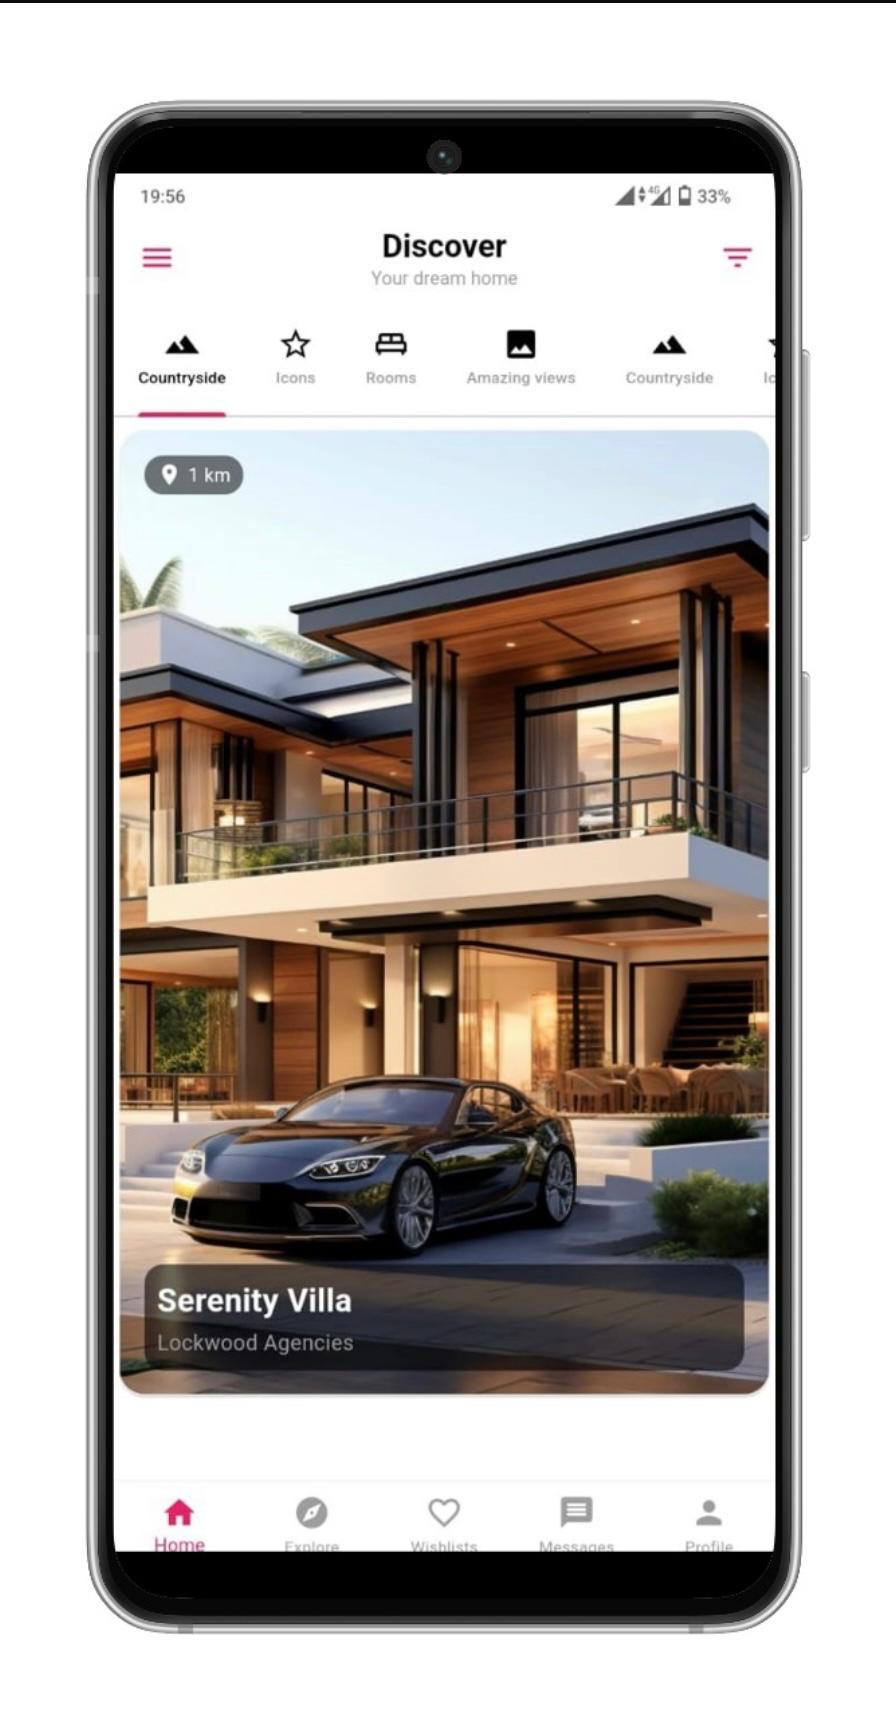 19:56
4G
33%
Discover
Your dream home
Countryside
Icons
Rooms
Amazing views
Countryside
Ic
1 km
Serenity Villa
Lockwood Agencies
Home
Explore
Wishlists
Messages
Profile